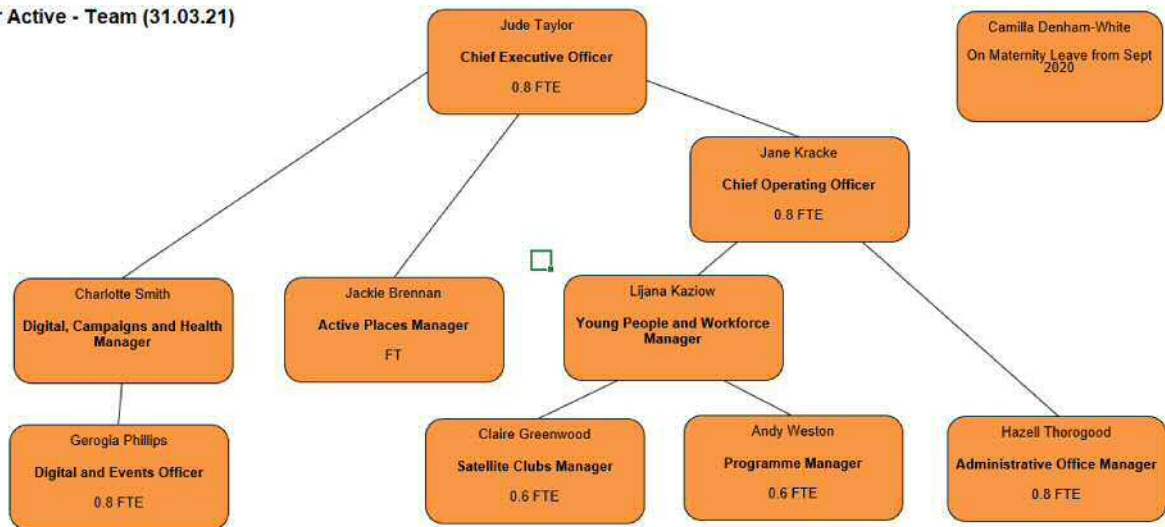 r Active - Team (31.03.21)
Jude Taylor
Chief Executive Officer
0.8 FTE
Camilla Denham-White
On Maternity Leave from Sept
2020
Jane Kracke
Chief Operating Officer
0.8 FTE
Charlotte Smith
Digital, Campaigns and Health
Manager
Jackie Brennan
Active Places Manager
FT
Lijana Kaziow
Young People and Workforce
Manager
Gerogia Phillips
Digital and Events Officer
0.8 FTE
Claire Greenwood
Satellite Clubs Manager
0.6 FTE
Andy Weston
Programme Manager
0.6 FTE
Hazell Thorogood
Administrative Office Manager
0.8 FTE